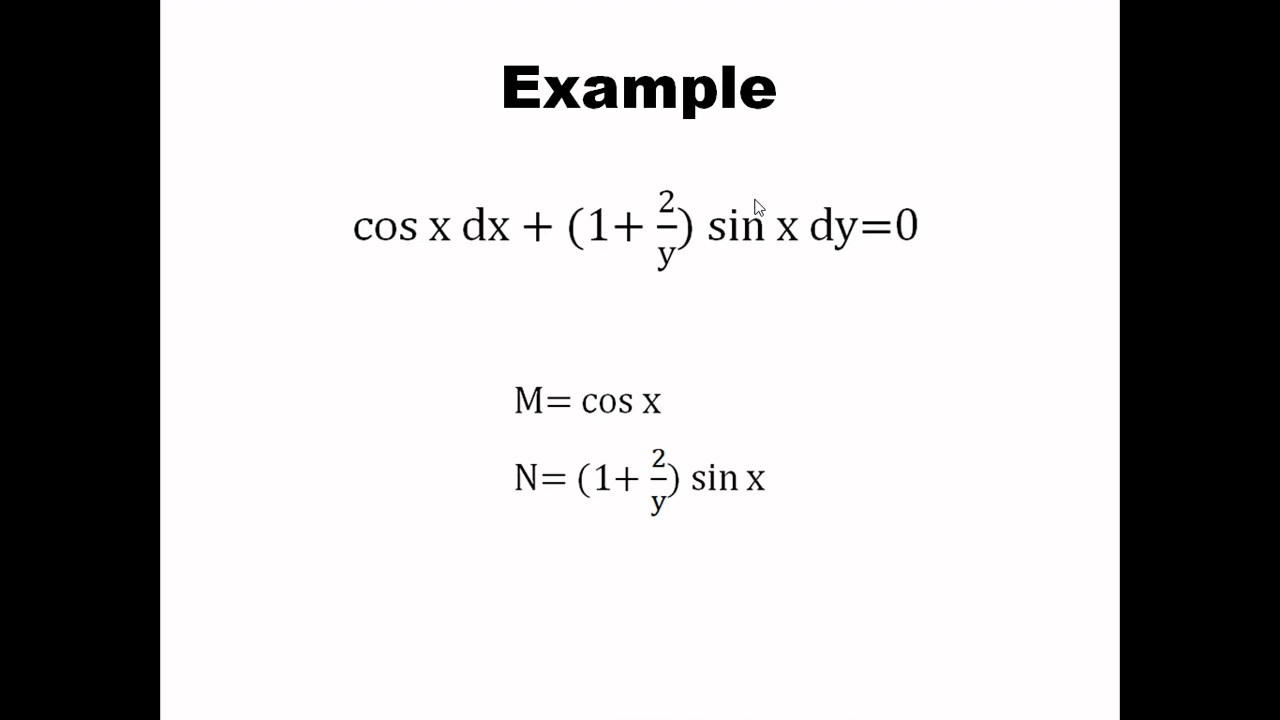 Example
cos x dx + (1+ 2/y) sin x dy=0
M= cos x
N= (1+ 2/y) sin x